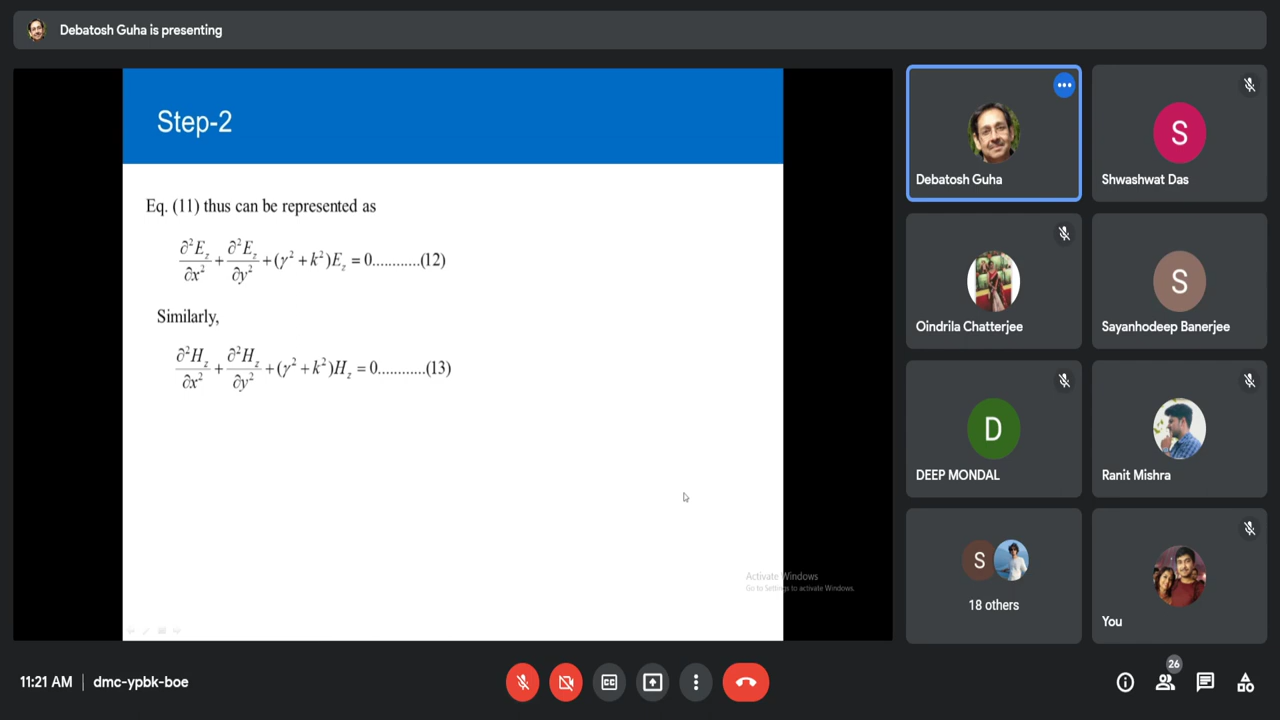 Debatosh Guha is presenting
Step-2
Eq. (11) thus can be represented as
∂²E_z/∂x² + ∂²E_z/∂y² + (γ² + k²)E_z = 0............(12)
Similarly,
∂²H_z/∂x² + ∂²H_z/∂y² + (γ² + k²)H_z = 0...........(13)
Activate Windows
Go to Settings to activate Windows.
Debatosh Guha
S
Shwashwat Das
Oindrila Chatterjee
S
Sayanhodeep Banerjee
D
DEEP MONDAL
Ranit Mishra
S
18 others
You
11:21 AM | dmc-ypbk-boe
CC
26